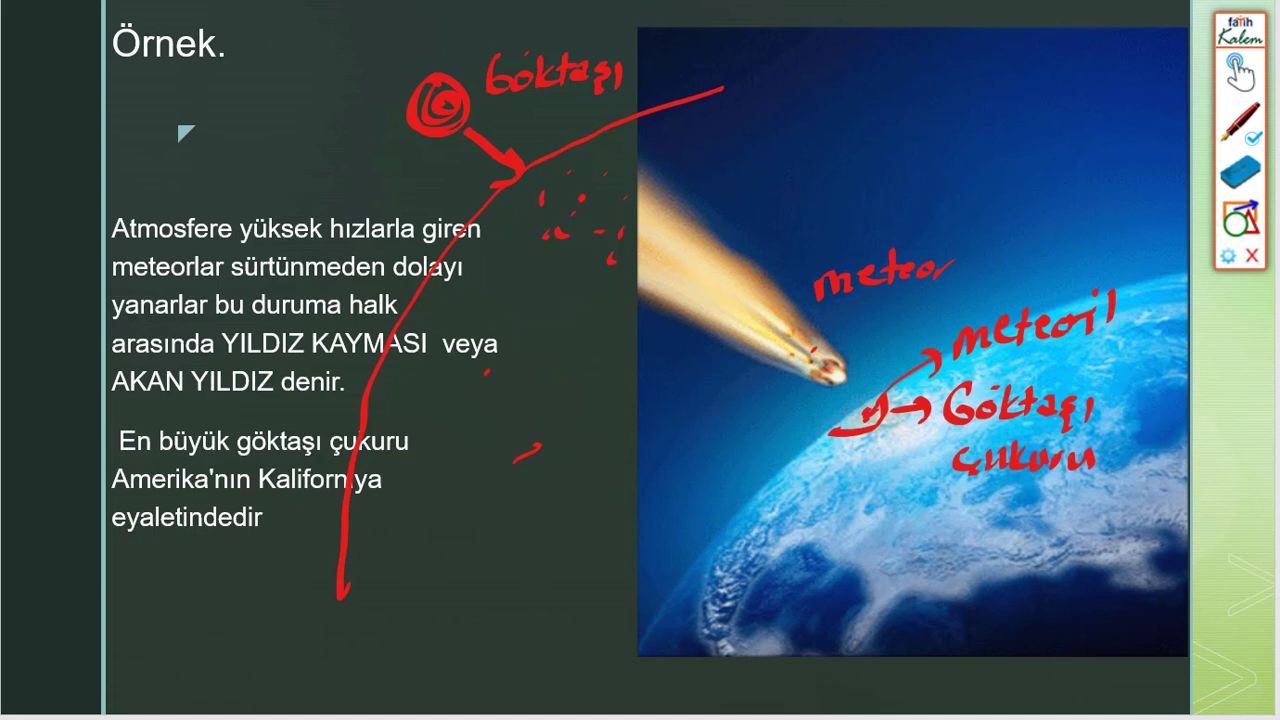 Örnek.
Göktaşı
Atmosfere yüksek hızlarla giren
meteorlar sürtünmeden dolayı
yanarlar bu duruma halk
arasında YILDIZ KAYMASI veya
AKAN YILDIZ denir.
En büyük göktaşı çukuru
Amerika'nın Kaliforniya
eyaletindedir
meteor
meteoril
Göktaşı
çukuru
fatih
Kalem